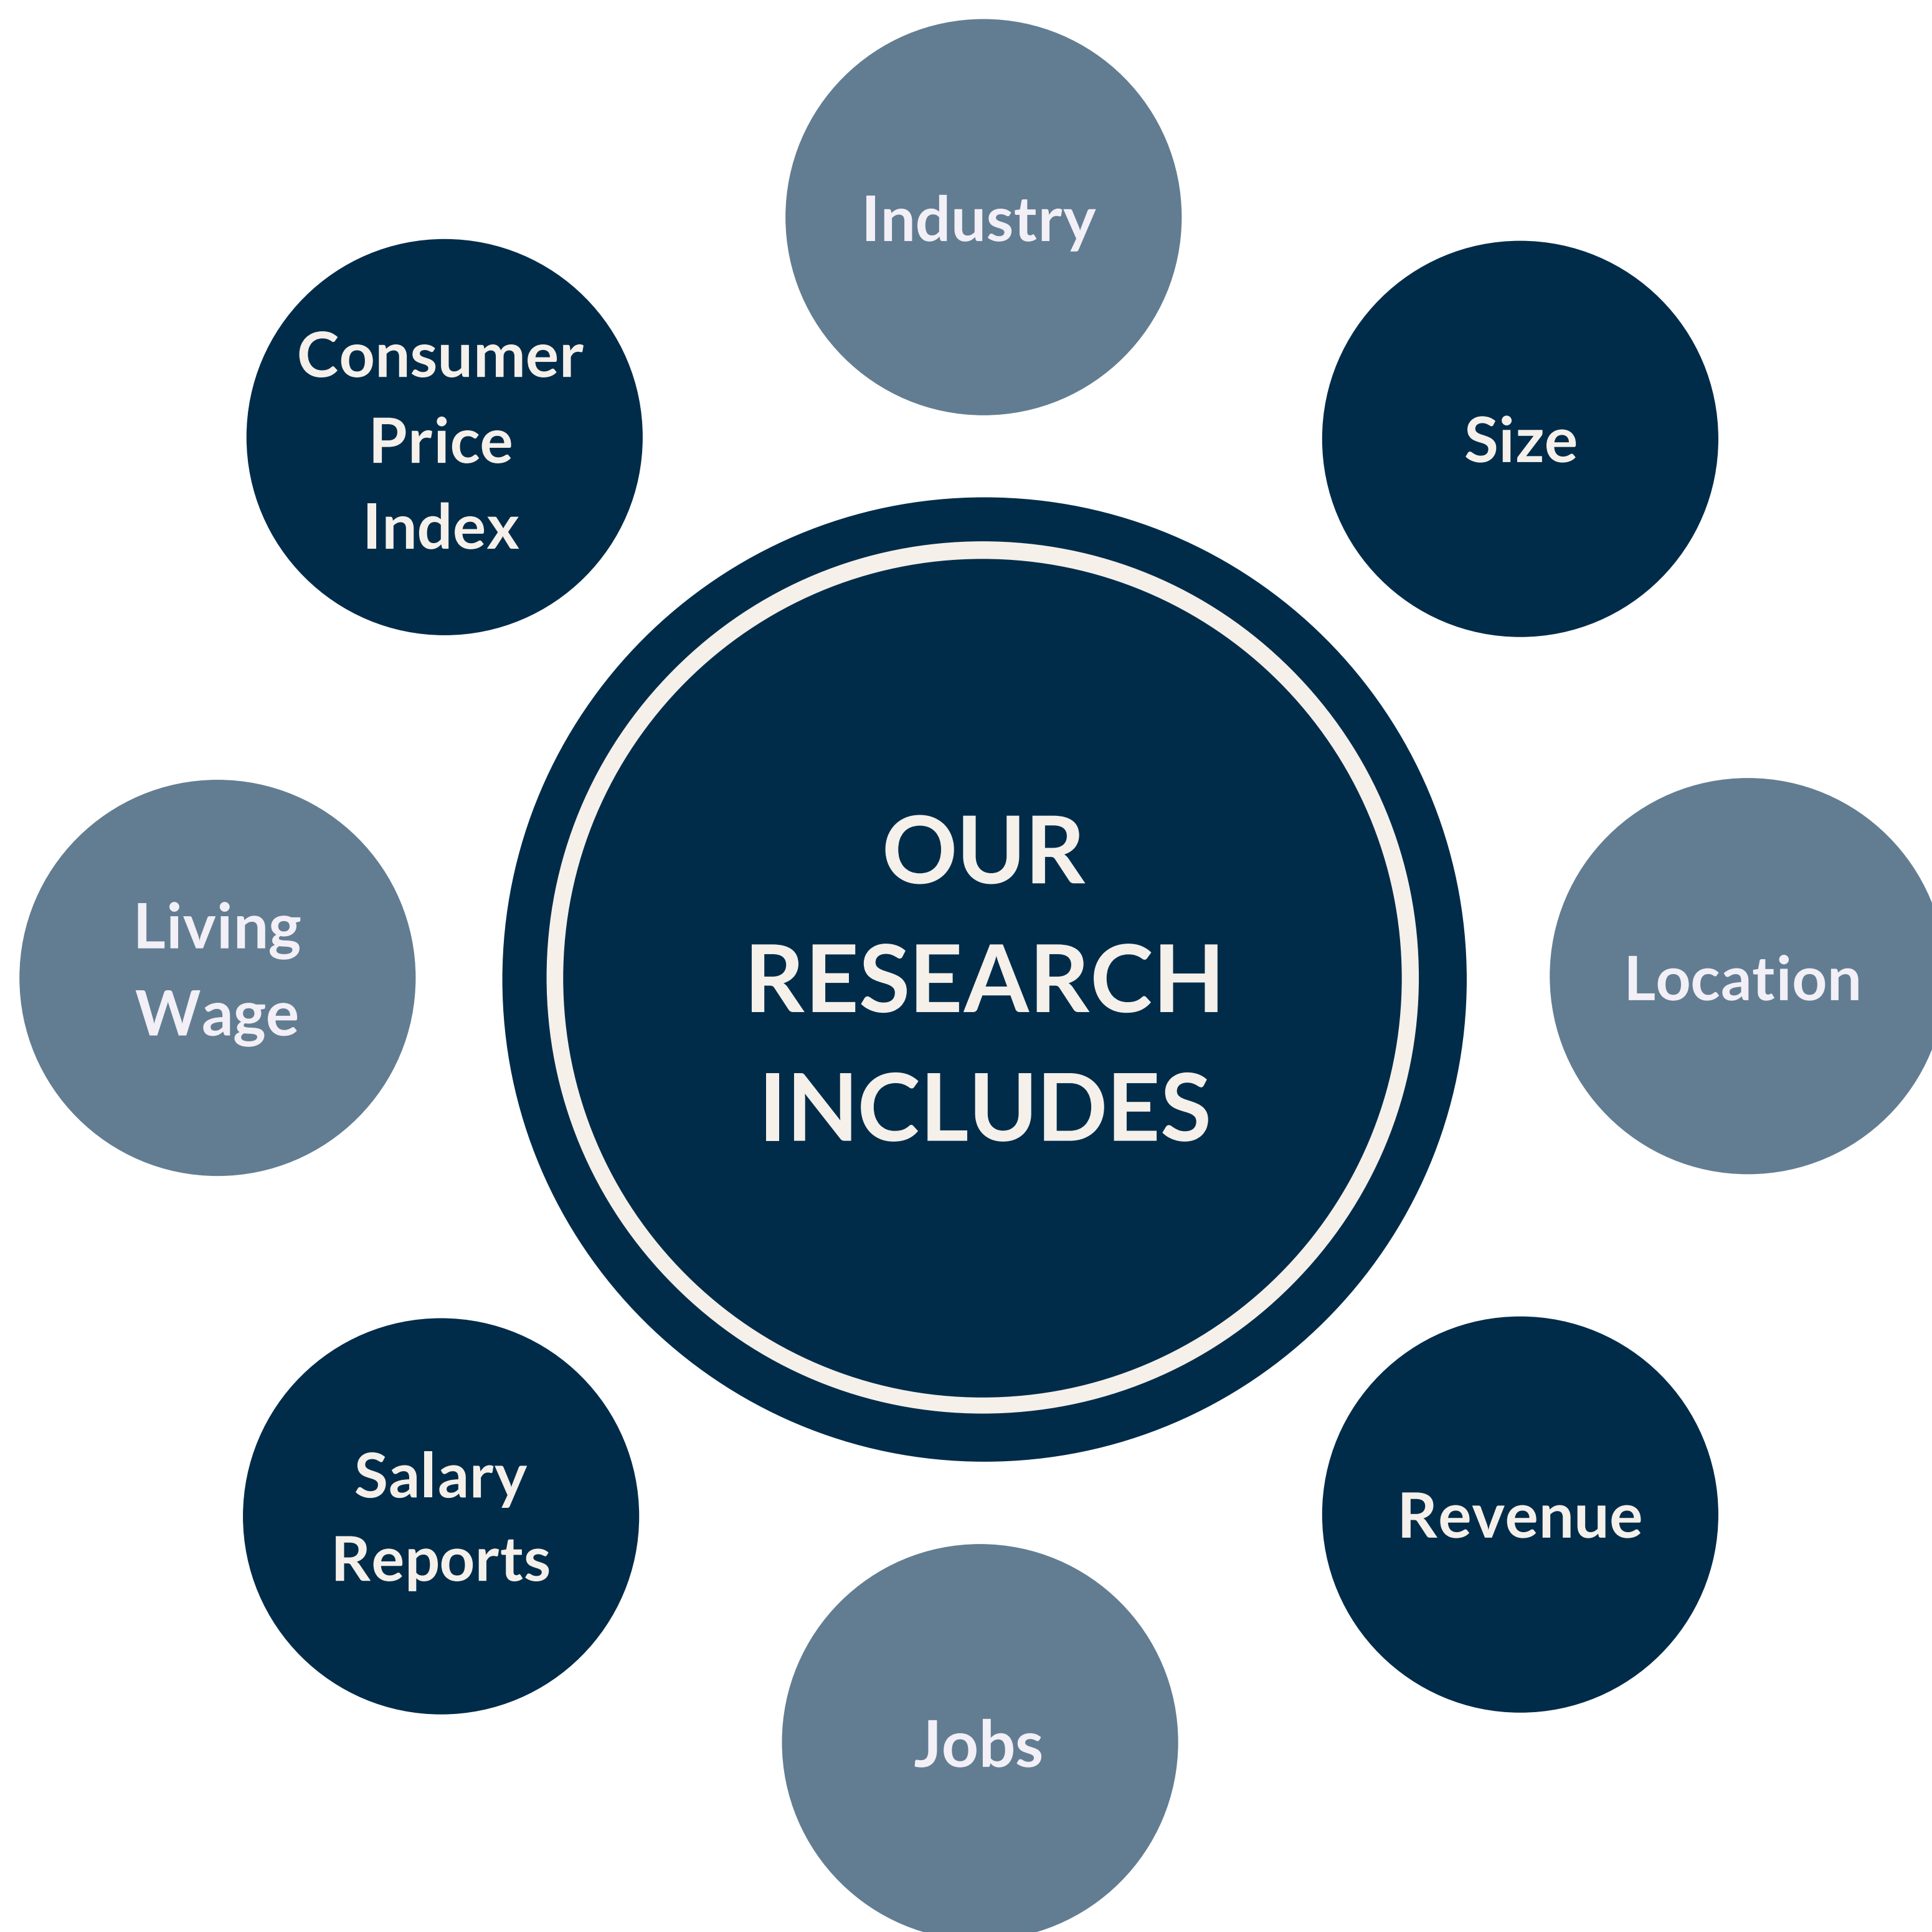 OUR
RESEARCH
INCLUDES
Industry
Size
Location
Revenue
Jobs
Salary
Reports
Living
Wage
Consumer
Price
Index